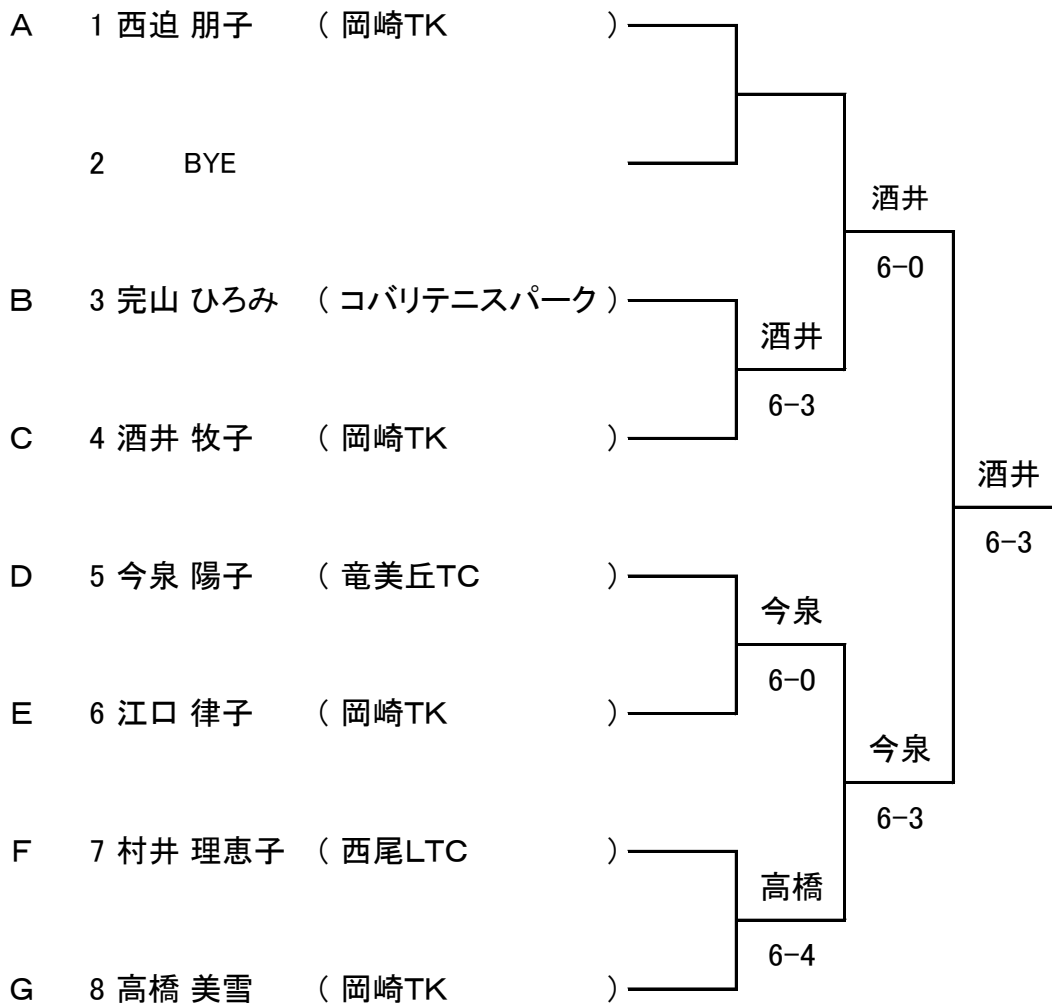 A 1 西迫 朋子 ( 岡崎TK )
2 BYE
酒井
6-0
B 3 完山 ひろみ ( コバリテニスパーク )
酒井
6-3
C 4 酒井 牧子 ( 岡崎TK )
酒井
6-3
D 5 今泉 陽子 ( 竜美丘TC )
今泉
6-0
E 6 江口 律子 ( 岡崎TK )
今泉
6-3
F 7 村井 理恵子 ( 西尾LTC )
高橋
6-4
G 8 高橋 美雪 ( 岡崎TK )